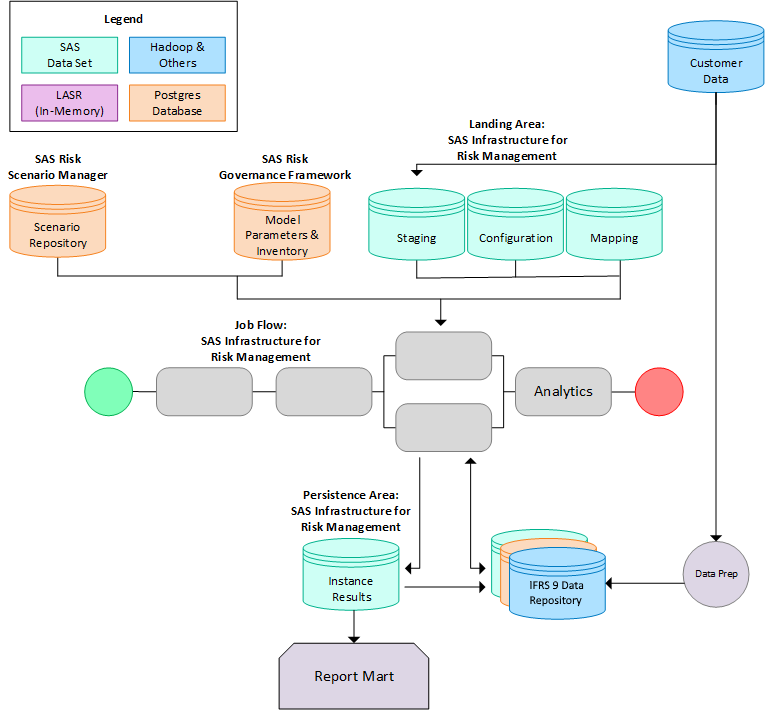 Legend
SAS
Data Set
Hadoop &
Others
LASR
(In-Memory)
Postgres
Database
Customer
Data
Landing Area:
SAS Infrastructure for
Risk Management
SAS Risk
Scenario Manager
SAS Risk
Governance Framework
Scenario
Repository
Model
Parameters &
Inventory
Staging
Configuration
Mapping
Job Flow:
SAS Infrastructure for
Risk Management
Analytics
Persistence Area:
SAS Infrastructure for
Risk Management
Instance
Results
IFRS 9 Data
Repository
Data Prep
Report Mart